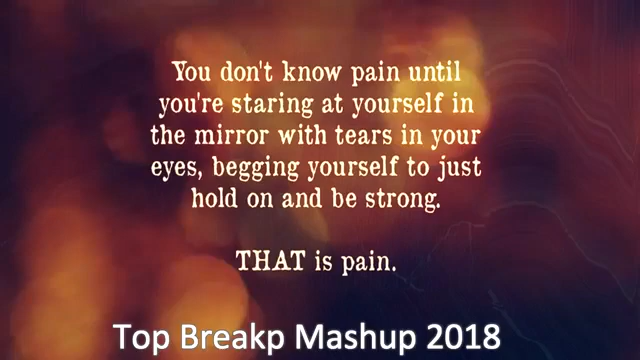 You don't know pain until
you're staring at yourself in
the mirror with tears in your
eyes, begging yourself to just
hold on and be strong.
THAT is pain.
Top Breakp Mashup 2018